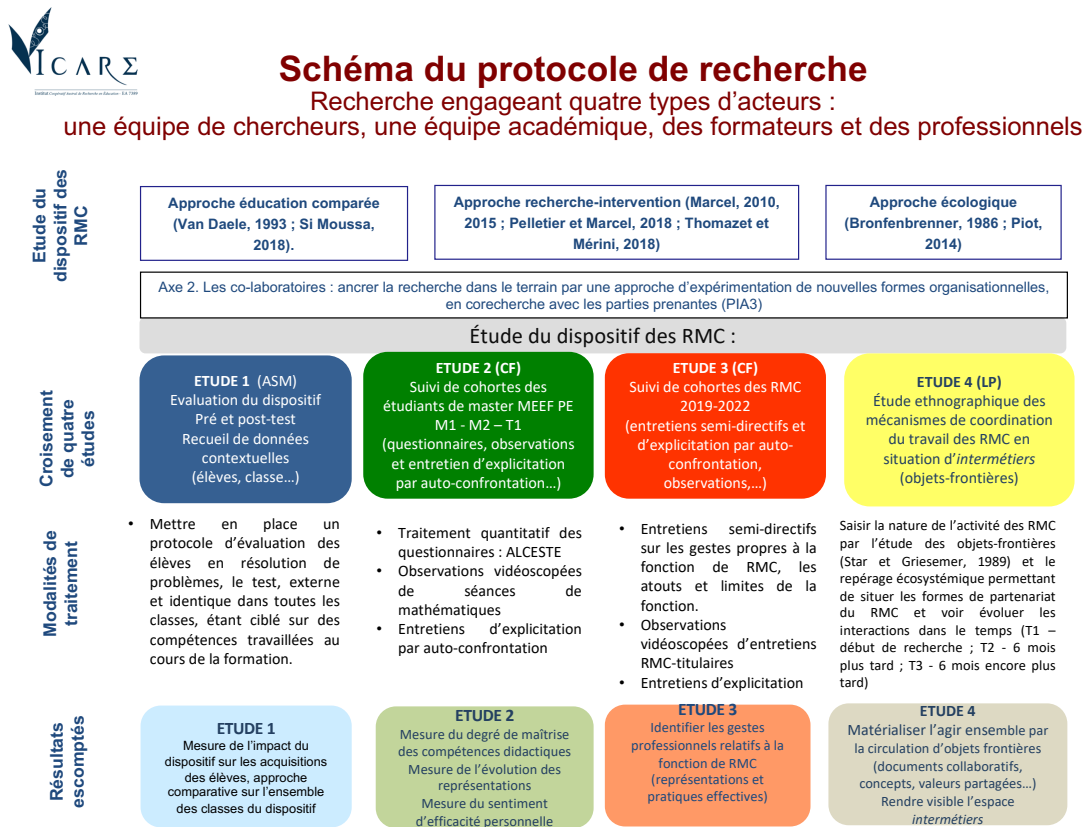 ICARE
Institut Coopératif Austral de Recherche en Éducation EA 7389
Schéma du protocole de recherche
Recherche engageant quatre types d’acteurs :
une équipe de chercheurs, une équipe académique, des formateurs et des professionnels
Etude du
dispositif des
RMC
Approche éducation comparée
(Van Daele, 1993 ; Si Moussa,
2018).
Approche recherche-intervention (Marcel, 2010,
2015 ; Pelletier et Marcel, 2018 ; Thomazet et
Mérini, 2018)
Approche écologique
(Bronfenbrenner, 1986 ; Piot,
2014)
Axe 2. Les co-laboratoires : ancrer la recherche dans le terrain par une approche d’expérimentation de nouvelles formes organisationnelles,
en corecherche avec les parties prenantes (PIA3)
Étude du dispositif des RMC :
Croisement
de quatre
études
ETUDE 1 (ASM)
Evaluation du dispositif
Pré et post-test
Recueil de données
contextuelles
(élèves, classe…)
ETUDE 2 (CF)
Suivi de cohortes des
étudiants de master MEEF PE
M1 - M2 – T1
(questionnaires, observations
et entretien d’explicitation
par auto-confrontation…)
ETUDE 3 (CF)
Suivi de cohortes des RMC
2019-2022
(entretiens semi-directifs et
d’explicitation par auto-
confrontation,
observations,…)
ETUDE 4 (LP)
Étude ethnographique des
mécanismes de coordination
du travail des RMC en
situation d’intermétiers
(objets-frontières)
Modalités de
traitement
• Mettre en place un
protocole d’évaluation des
élèves en résolution de
problèmes, le test, externe
et identique dans toutes les
classes, étant ciblé sur des
compétences travaillées au
cours de la formation.
• Traitement quantitatif des
questionnaires : ALCESTE
• Observations vidéoscopées
de séances de
mathématiques
• Entretiens d’explicitation
par auto-confrontation
• Entretiens semi-directifs
sur les gestes propres à la
fonction de RMC, les
atouts et limites de la
fonction.
• Observations
vidéoscopées d’entretiens
RMC-titulaires
• Entretiens d’explicitation
Saisir la nature de l’activité des RMC
par l’étude des objets-frontières
(Star et Griesemer, 1989) et le
repérage écosystémique permettant
de situer les formes de partenariat
du RMC et voir évoluer les
interactions dans le temps (T1 –
début de recherche ; T2 - 6 mois
plus tard ; T3 - 6 mois encore plus
tard)
Résultats
escomptés
ETUDE 1
Mesure de l’impact du
dispositif sur les acquisitions
des élèves, approche
comparative sur l’ensemble
des classes du dispositif
ETUDE 2
Mesure du degré de maîtrise
des compétences didactiques
Mesure de l’évolution des
représentations
Mesure du sentiment
d’efficacité personnelle
ETUDE 3
Identifier les gestes
professionnels relatifs à la
fonction de RMC
(représentations et
pratiques effectives)
ETUDE 4
Matérialiser l’agir ensemble par
la circulation d’objets frontières
(documents collaboratifs,
concepts, valeurs partagées…)
Rendre visible l’espace
intermétiers